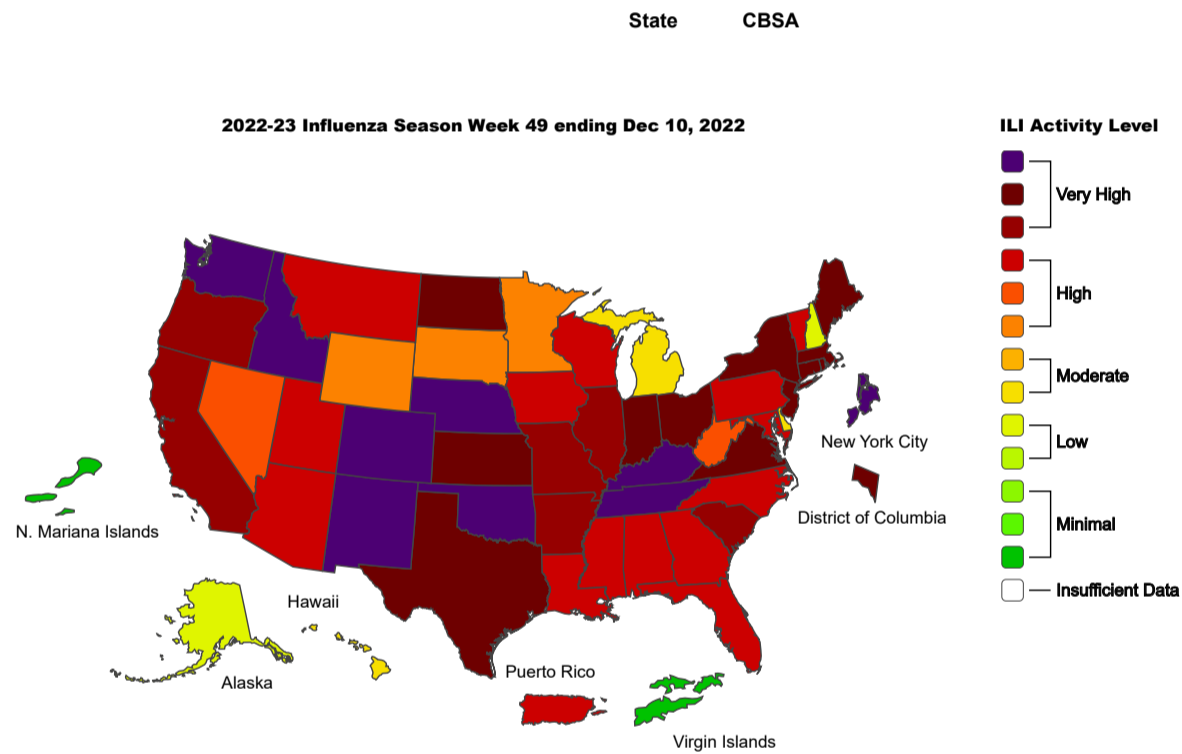 State CBSA
2022-23 Influenza Season Week 49 ending Dec 10, 2022
ILI Activity Level
Very High
High
Moderate
Low
New York City
Minimal
District of Columbia
N. Mariana Islands
Insufficient Data
Hawaii
Puerto Rico
Alaska
Virgin Islands